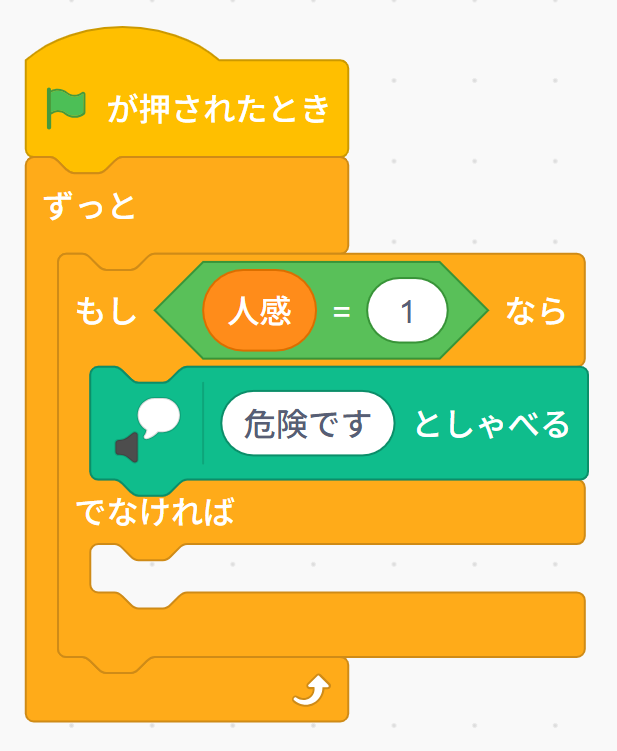 が押されたとき
ずっと
もし 人感 = 1 なら
危険です としゃべる
でなければ